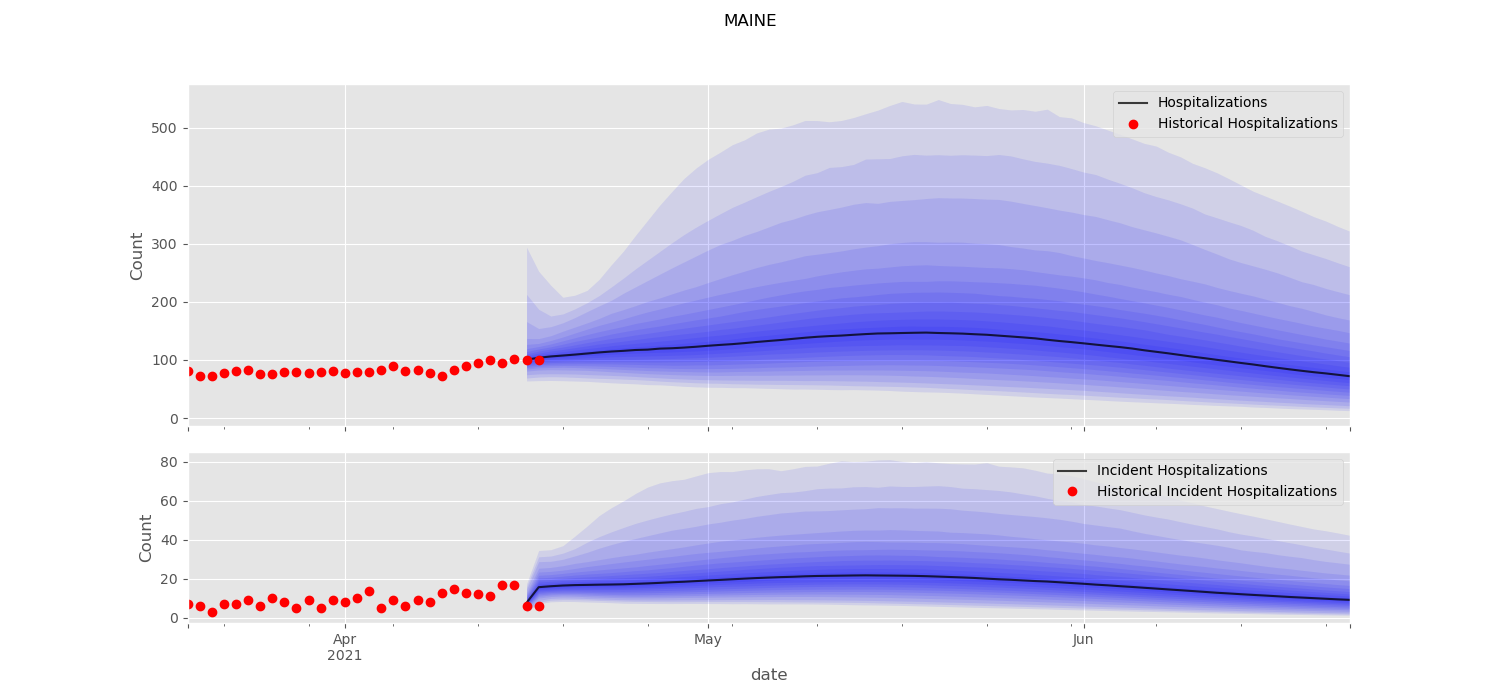 MAINE
Hospitalizations
Historical Hospitalizations
500
400
300
200
100
0
Count
Incident Hospitalizations
Historical Incident Hospitalizations
80
60
40
20
0
Count
Apr
2021
May
Jun
date